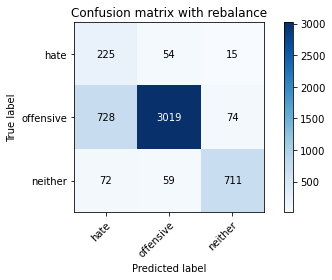 Confusion matrix with rebalance
True label
hate 225 54 15
offensive 728 3019 74
neither 72 59 711
hate offensive neither
Predicted label
3000
2500
2000
1500
1000
500